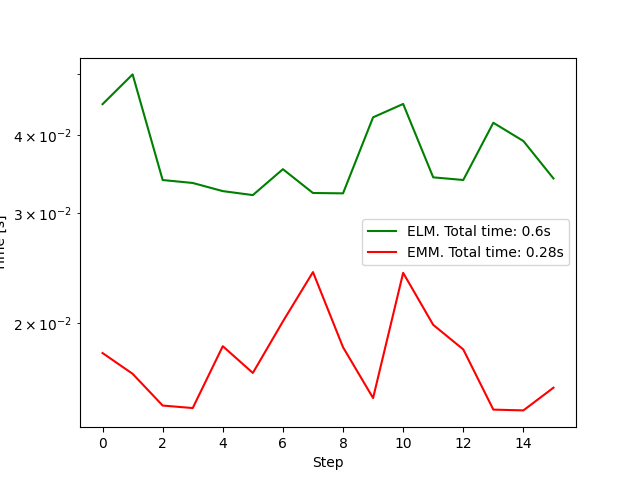 4 × 10⁻²
3 × 10⁻²
2 × 10⁻²
Time [s]
ELM. Total time: 0.6s
EMM. Total time: 0.28s
0 2 4 6 8 10 12 14
Step